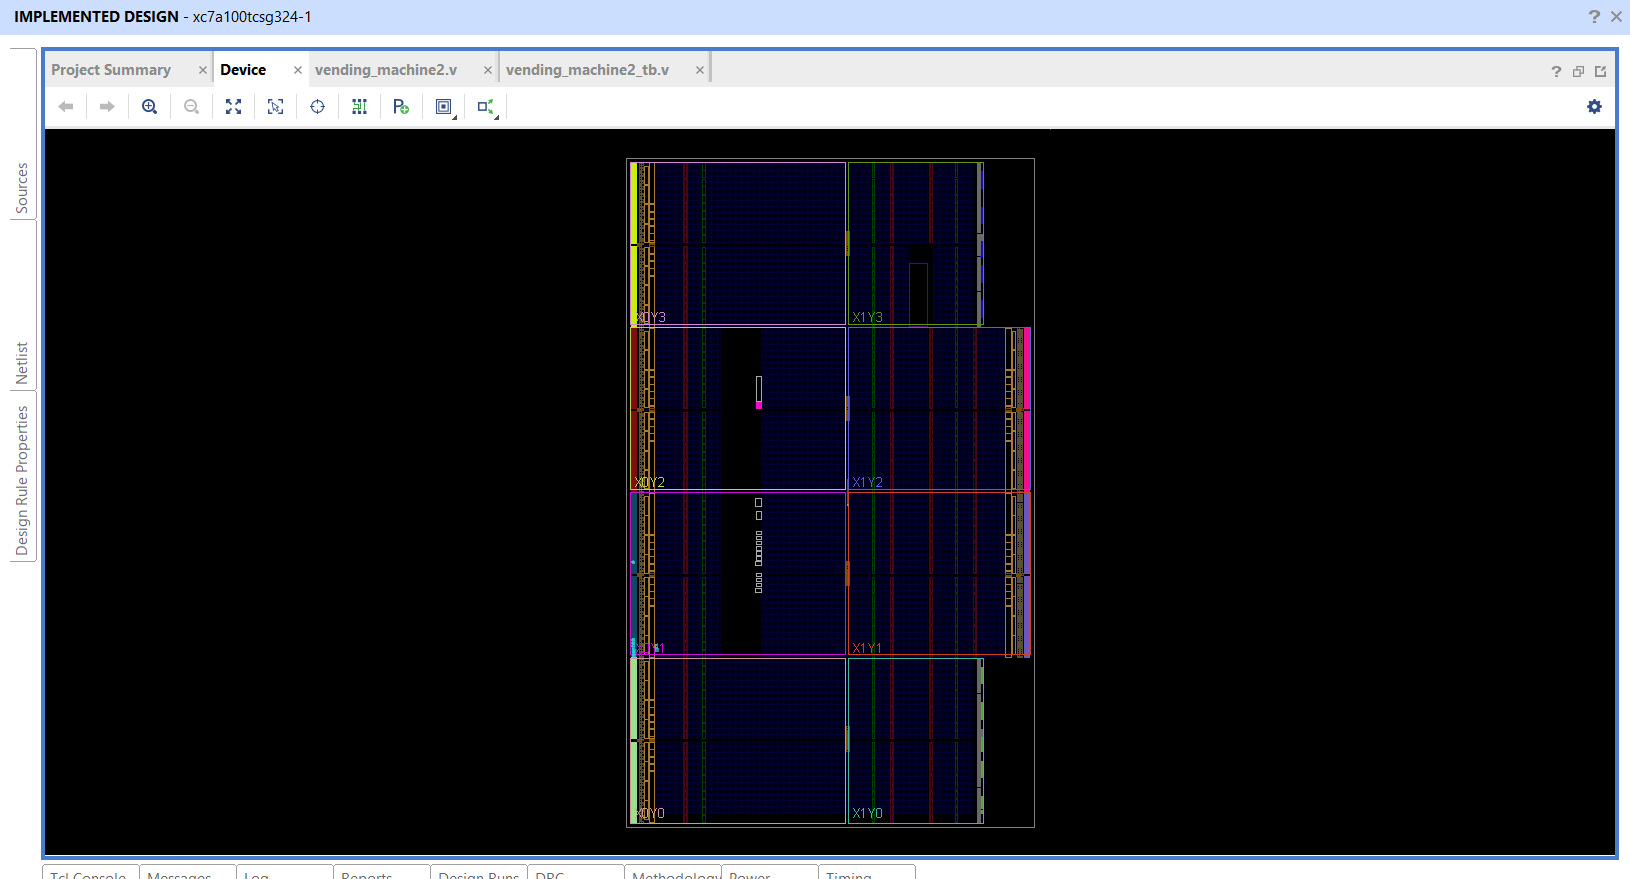 IMPLEMENTED DESIGN - xc7a100tcsg324-1
Project Summary
Device
vending_machine2.v
vending_machine2_tb.v
Sources
Netlist
Design Rule Properties
X0Y3
X1Y3
X0Y2
X1Y2
X0Y1
X1Y1
X0Y0
X1Y0
Tcl Console
Messages
Log
Reports
Design Runs
DRC
Methodology
Power
Timing